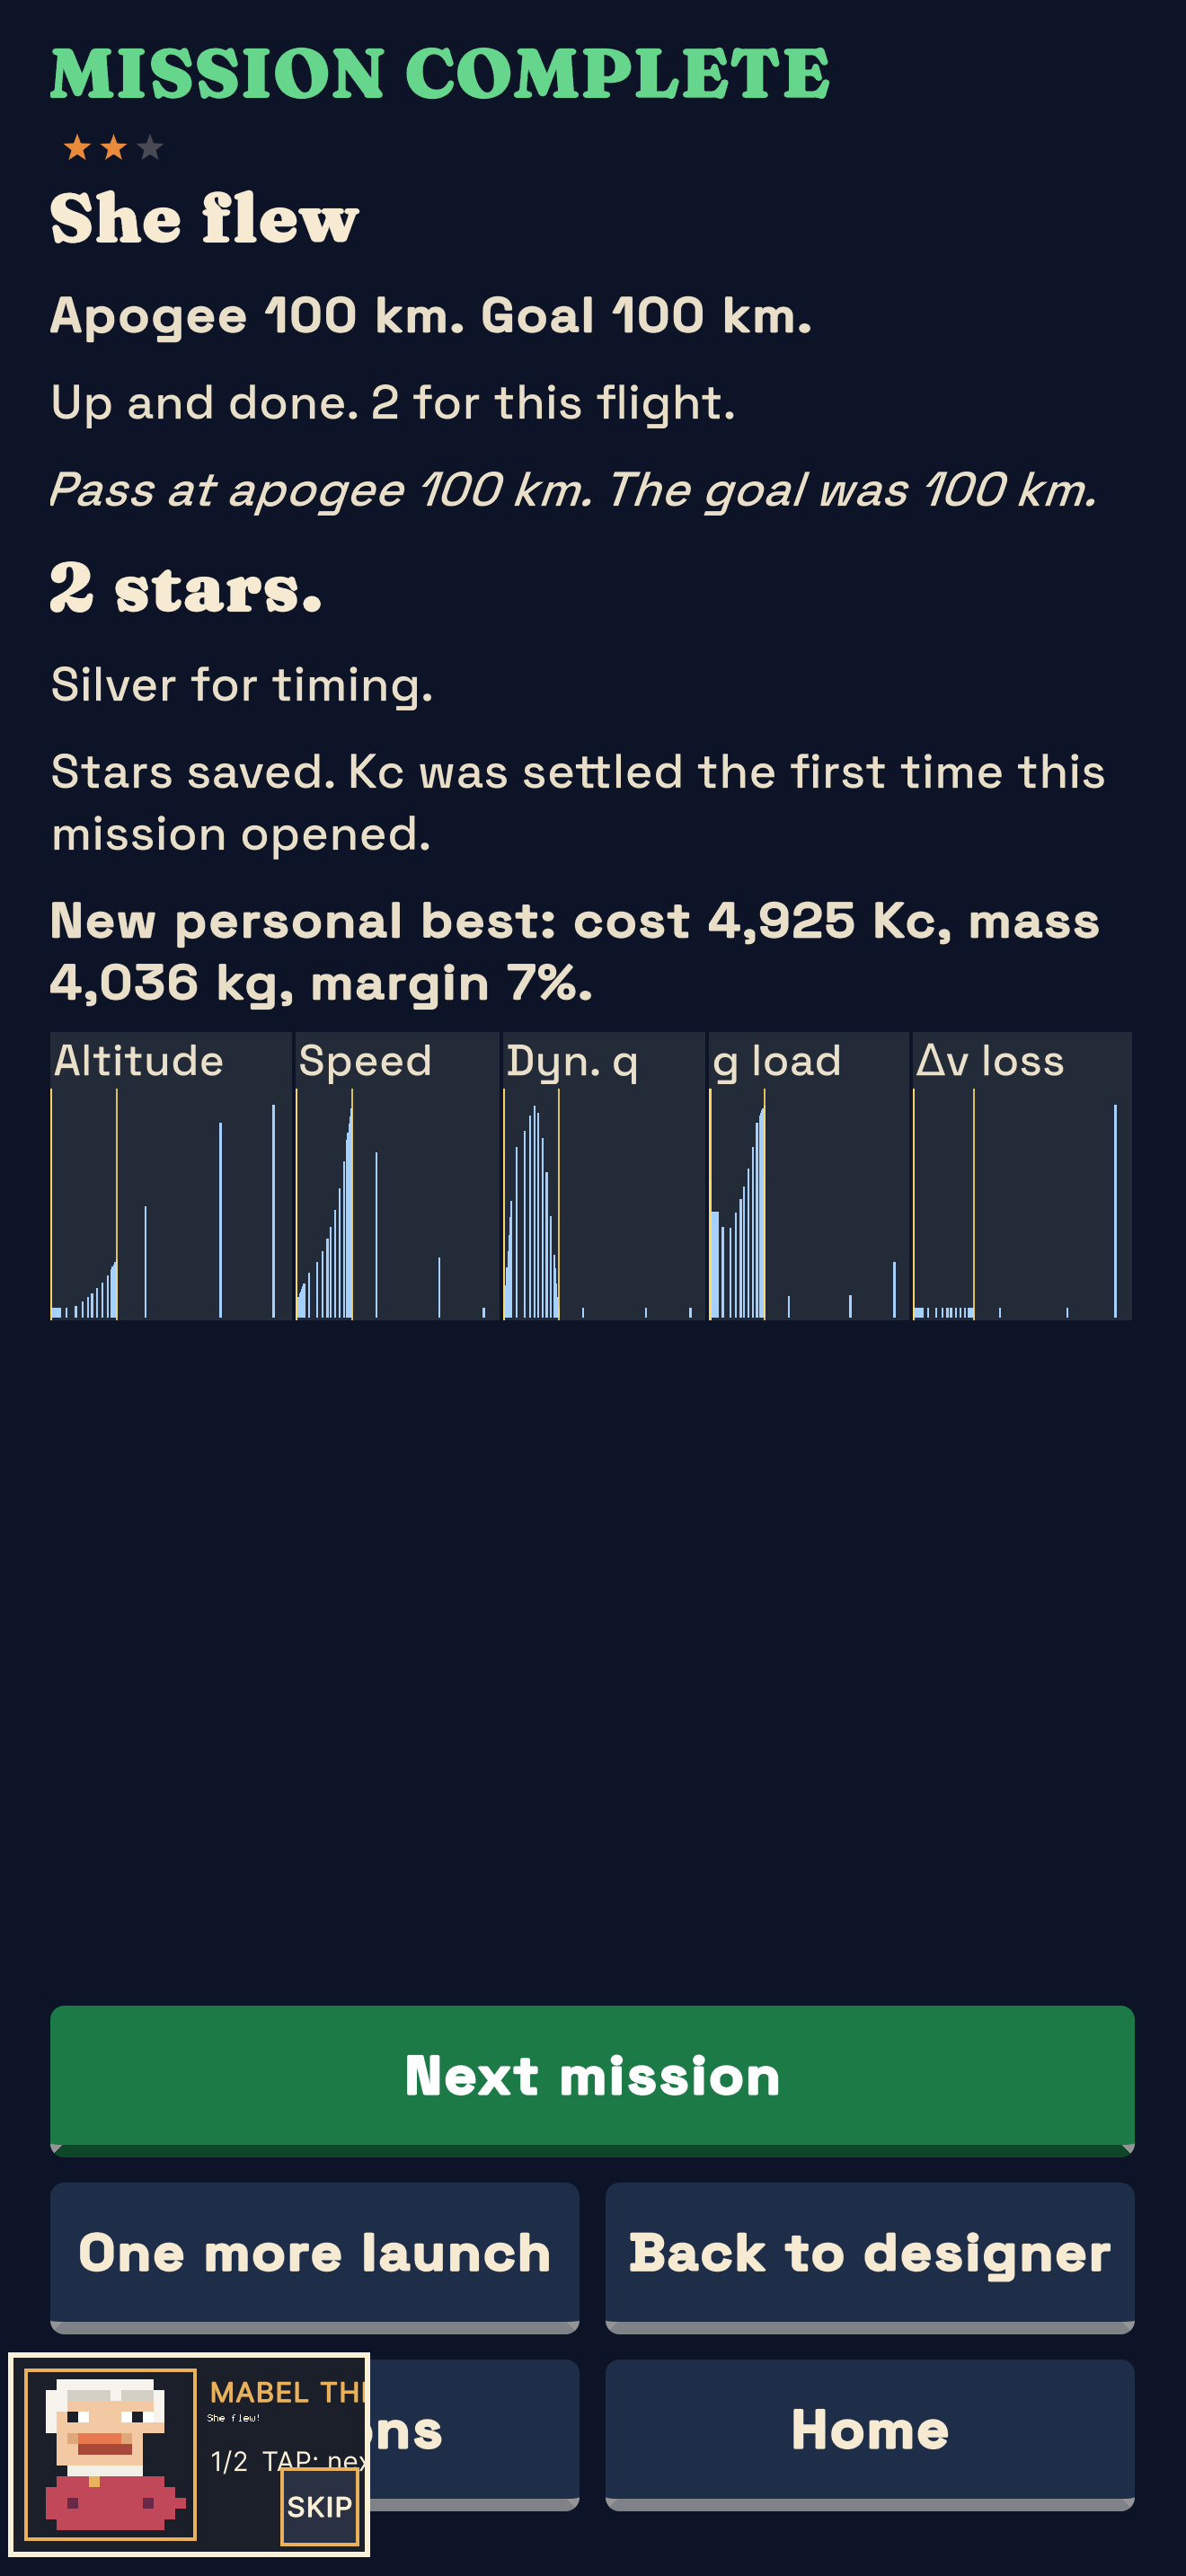 MISSION COMPLETE
She flew
Apogee 100 km. Goal 100 km.
Up and done. 2 for this flight.
Pass at apogee 100 km. The goal was 100 km.
2 stars.
Silver for timing.
Stars saved. Kc was settled the first time this
mission opened.
New personal best: cost 4,925 Kc, mass
4,036 kg, margin 7%.
Altitude Speed Dyn. q g load Δv loss
Next mission
One more launch Back to designer
MABEL
She flew!
1/2 TAP:
SKIP
Home